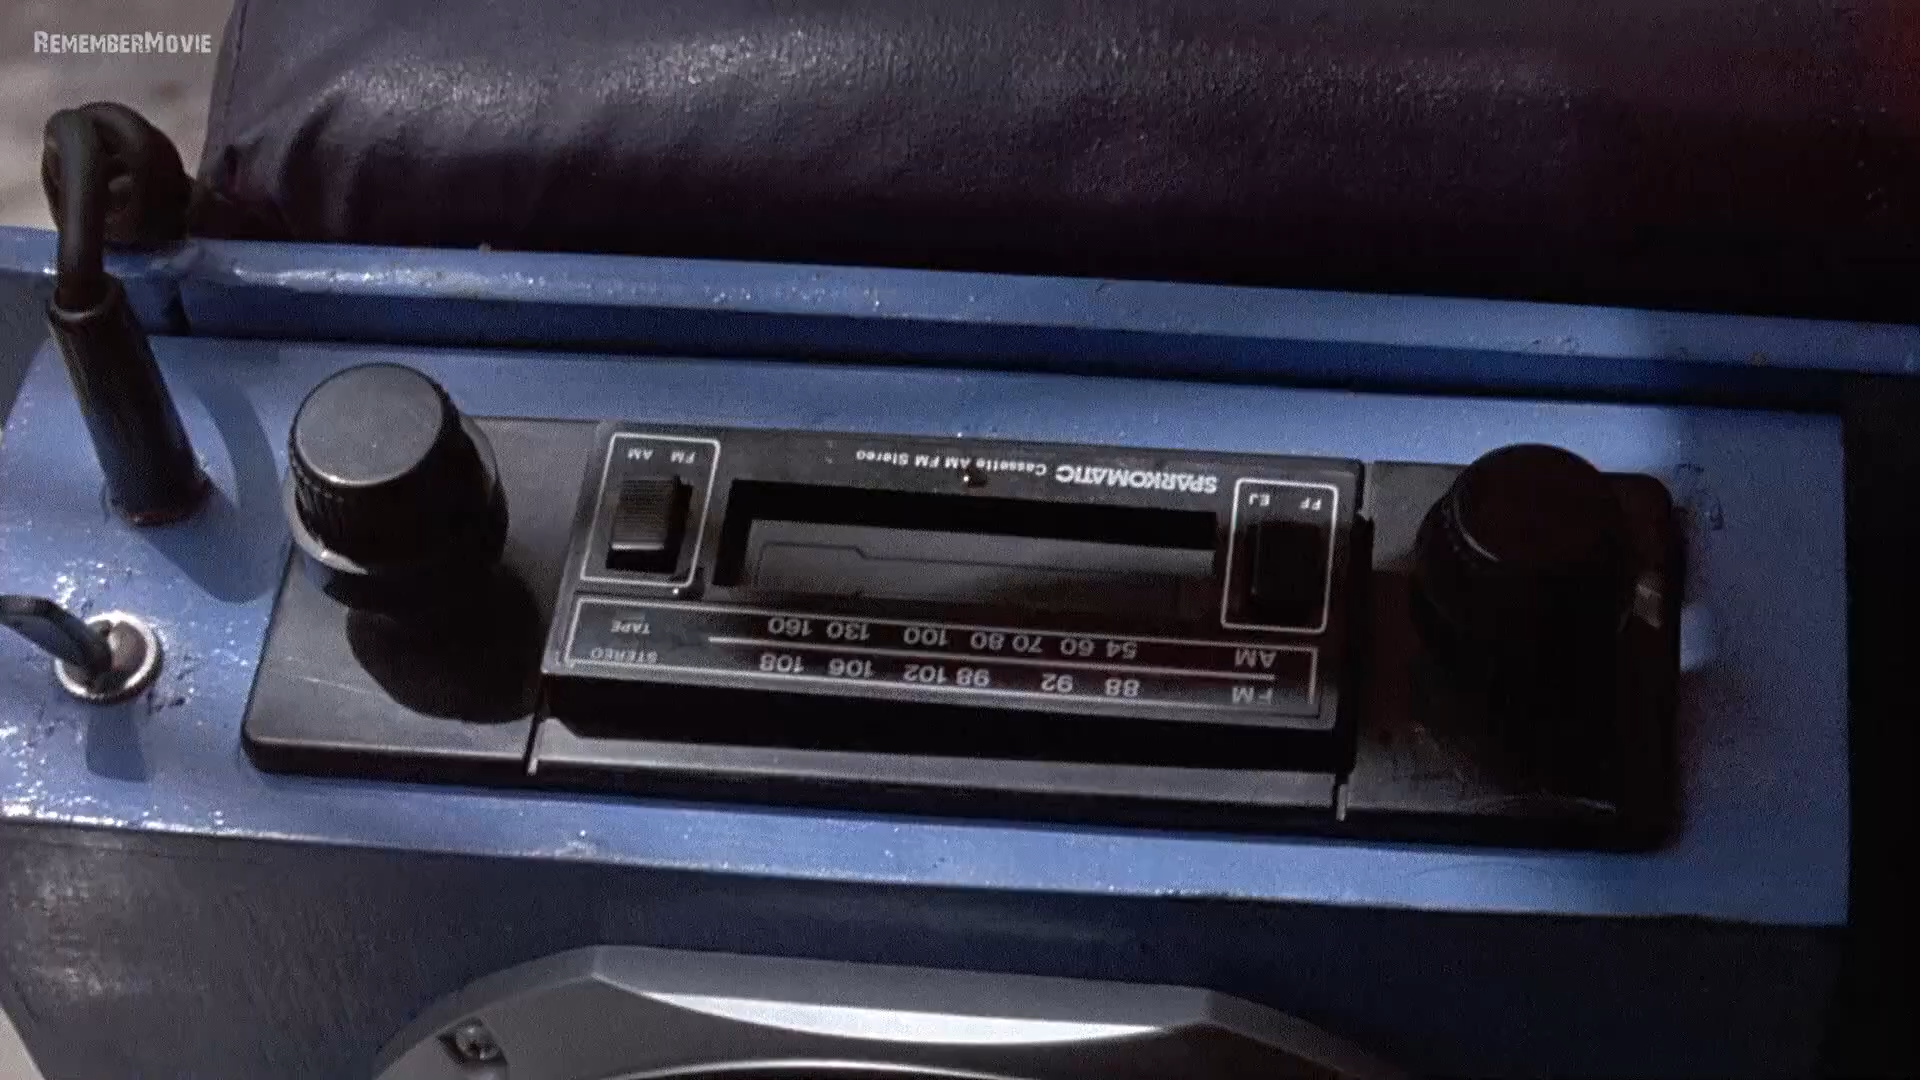 REMEMBERMOVIE
SPARKOMATIC Cassette AM FM Stereo
FF EJ
FM AM
FM 88 92 98 102 106 108 STEREO
AM 54 60 70 80 100 130 160 TAPE